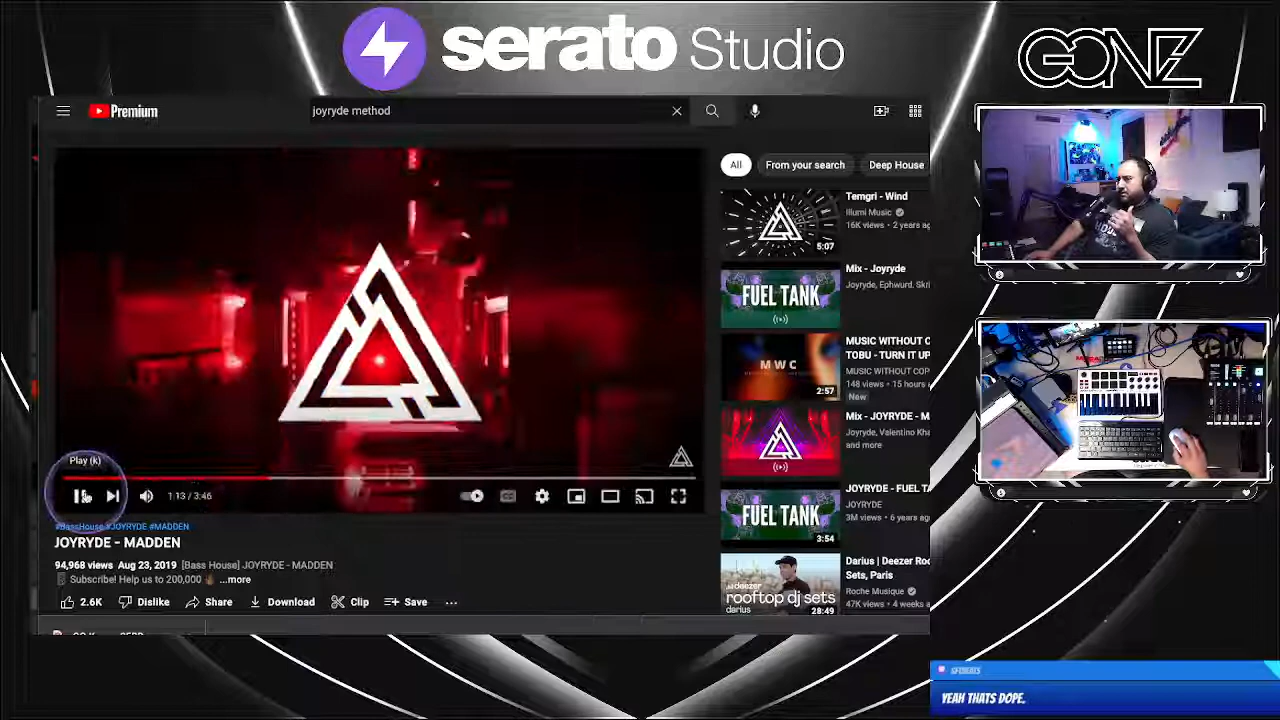 serato Studio
GONZ
Premium
joyryde method
All
From your search
Deep House
Temgri - Wind
Illumi Music
16K views • 2 years ag
5:07
FUEL TANK
Mix - Joyryde
Joyryde, Ephwurd. Skri
MWC
2:57
MUSIC WITHOUT C
TOBU - TURN IT UP
MUSIC WITHOUT COP
148 views • 15 hours
New
Mix - JOYRYDE - M
Joyryde, Valentino Kha
and more
FUEL TANK
3:54
JOYRYDE - FUEL T
JOYRYDE
3M views • 6 years ag
deezer
rooftop dj sets
darius
28:49
Darius | Deezer Roo
Sets, Paris
Roche Musique
47K views • 4 weeks a
Play (k)
1:13 / 3:46
#BassHouse #JOYRYDE #MADDEN
JOYRYDE - MADDEN
94,968 views Aug 23, 2019 [Bass House] JOYRYDE - MADDEN
Subscribe! Help us to 200,000 ...more
2.6K
Dislike
Share
Download
Clip
Save
YEAH THATS DOPE.